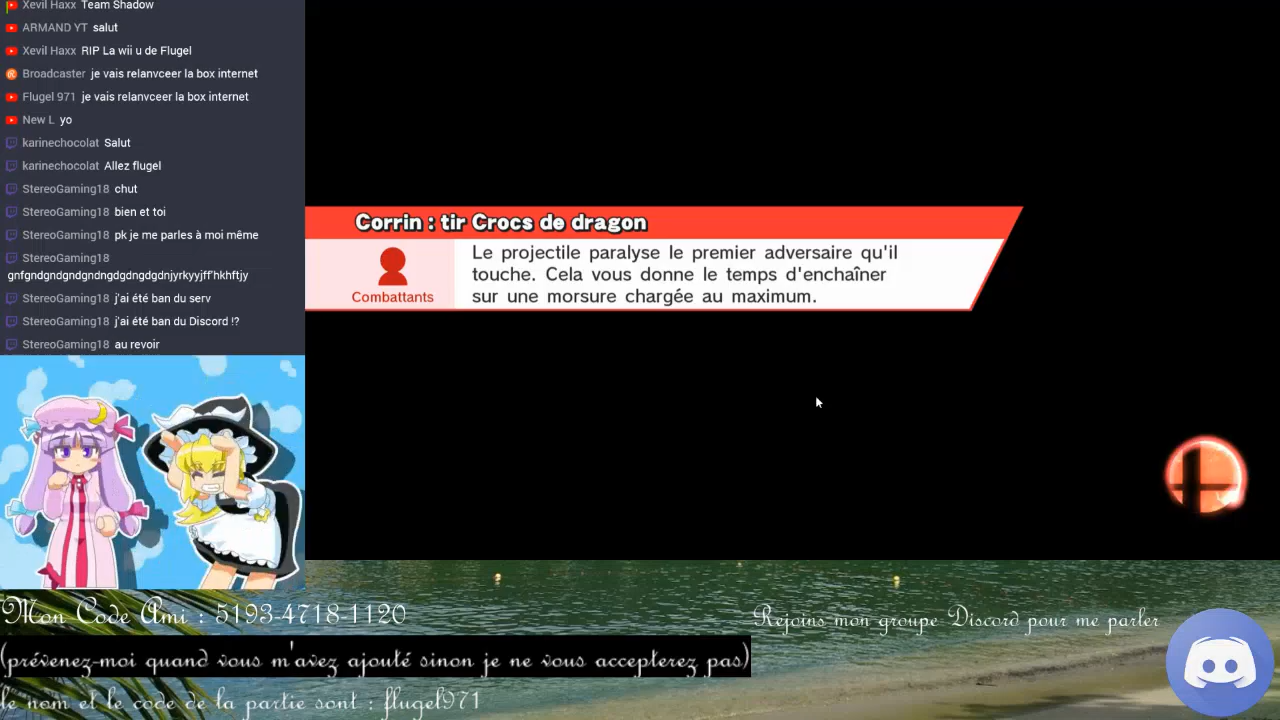 Xevil Haxx Team Shadow
ARMAND YT salut
Xevil Haxx RIP La wii u de Flugel
Broadcaster je vais relanvceer la box internet
Flugel 971 je vais relanvceer la box internet
New L yo
karinechocolat Salut
karinechocolat Allez flugel
StereoGaming18 chut
StereoGaming18 bien et toi
StereoGaming18 pk je me parles à moi même
StereoGaming18
gnfgndgndgndgndngdgdngdgdnjyrkyyjff'hkhftjy
StereoGaming18 j'ai été ban du serv
StereoGaming18 j'ai été ban du Discord !?
StereoGaming18 au revoir
Corrin : tir Crocs de dragon
Combattants
Le projectile paralyse le premier adversaire qu'il
touche. Cela vous donne le temps d'enchaîner
sur une morsure chargée au maximum.
Mon Code Ami : 5193-4718-1120
(prévenez-moi quand vous m'avez ajouté sinon je ne vous accepterez pas)
le nom et le code de la partie sont : flugel971
Rejoins mon groupe Discord pour me parler